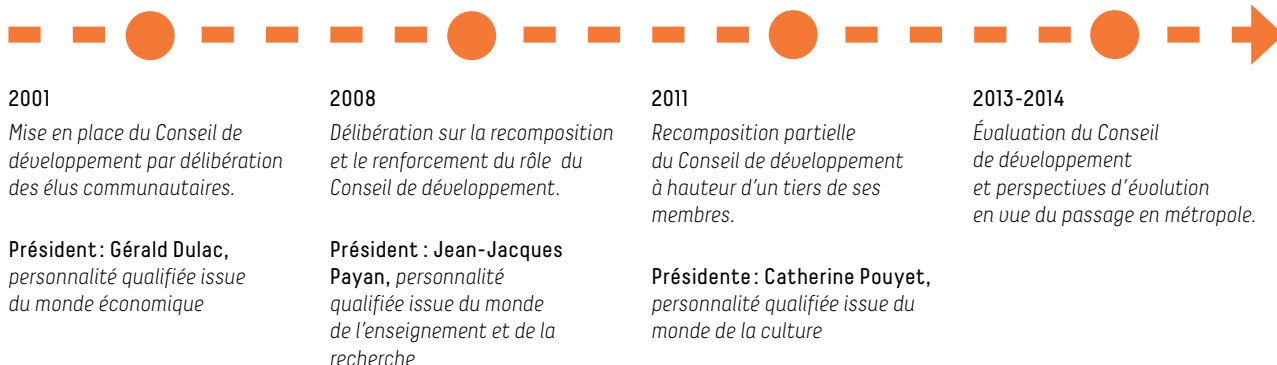 2001
Mise en place du Conseil de
développement par délibération
des élus communautaires.
Président : Gérald Dulac,
personnalité qualifiée issue
du monde économique
2008
Délibération sur la recomposition
et le renforcement du rôle du
Conseil de développement.
Président : Jean-Jacques
Payan, personnalité
qualifiée issue du monde
de l’enseignement et de la
recherche
2011
Recomposition partielle
du Conseil de développement
à hauteur d’un tiers de ses
membres.
Présidente : Catherine Pouyet,
personnalité qualifiée issue du
monde de la culture
2013-2014
Évaluation du Conseil
de développement
et perspectives d’évolution
en vue du passage en métropole.